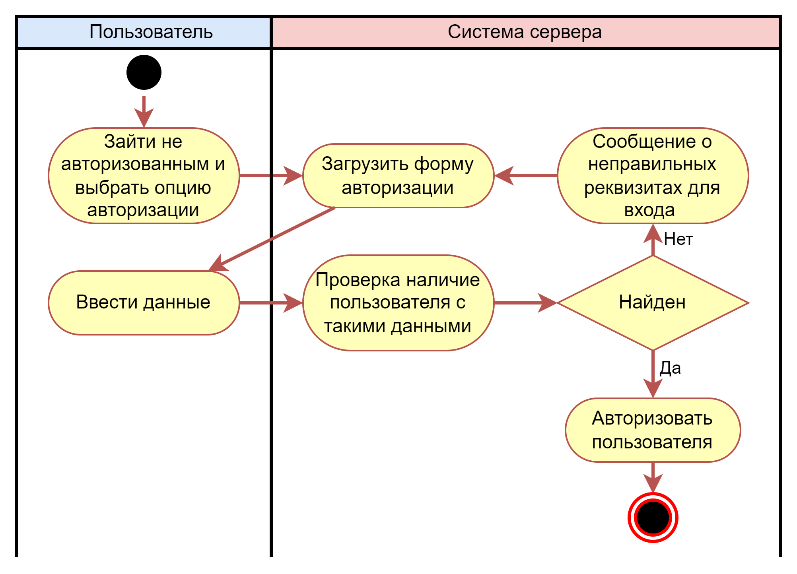 Пользователь
Система сервера
Зайти не
авторизованным и
выбрать опцию
авторизации
Загрузить форму
авторизации
Сообщение о
неправильных
реквизитах для
входа
Нет
Ввести данные
Проверка наличие
пользователя с
такими данными
Найден
Да
Авторизовать
пользователя